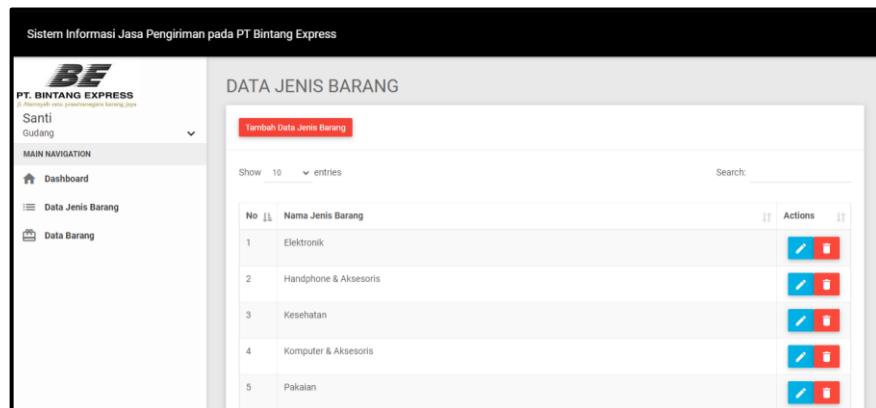 Sistem Informasi Jasa Pengiriman pada PT Bintang Express
BE
PT. BINTANG EXPRESS
Santi
Gudang
MAIN NAVIGATION
Dashboard
Data Jenis Barang
Data Barang
DATA JENIS BARANG
Tambah Data Jenis Barang
Show 10 entries
Search:
No Nama Jenis Barang Actions
1 Elektronik
2 Handphone & Aksesoris
3 Kesehatan
4 Komputer & Aksesoris
5 Pakaian